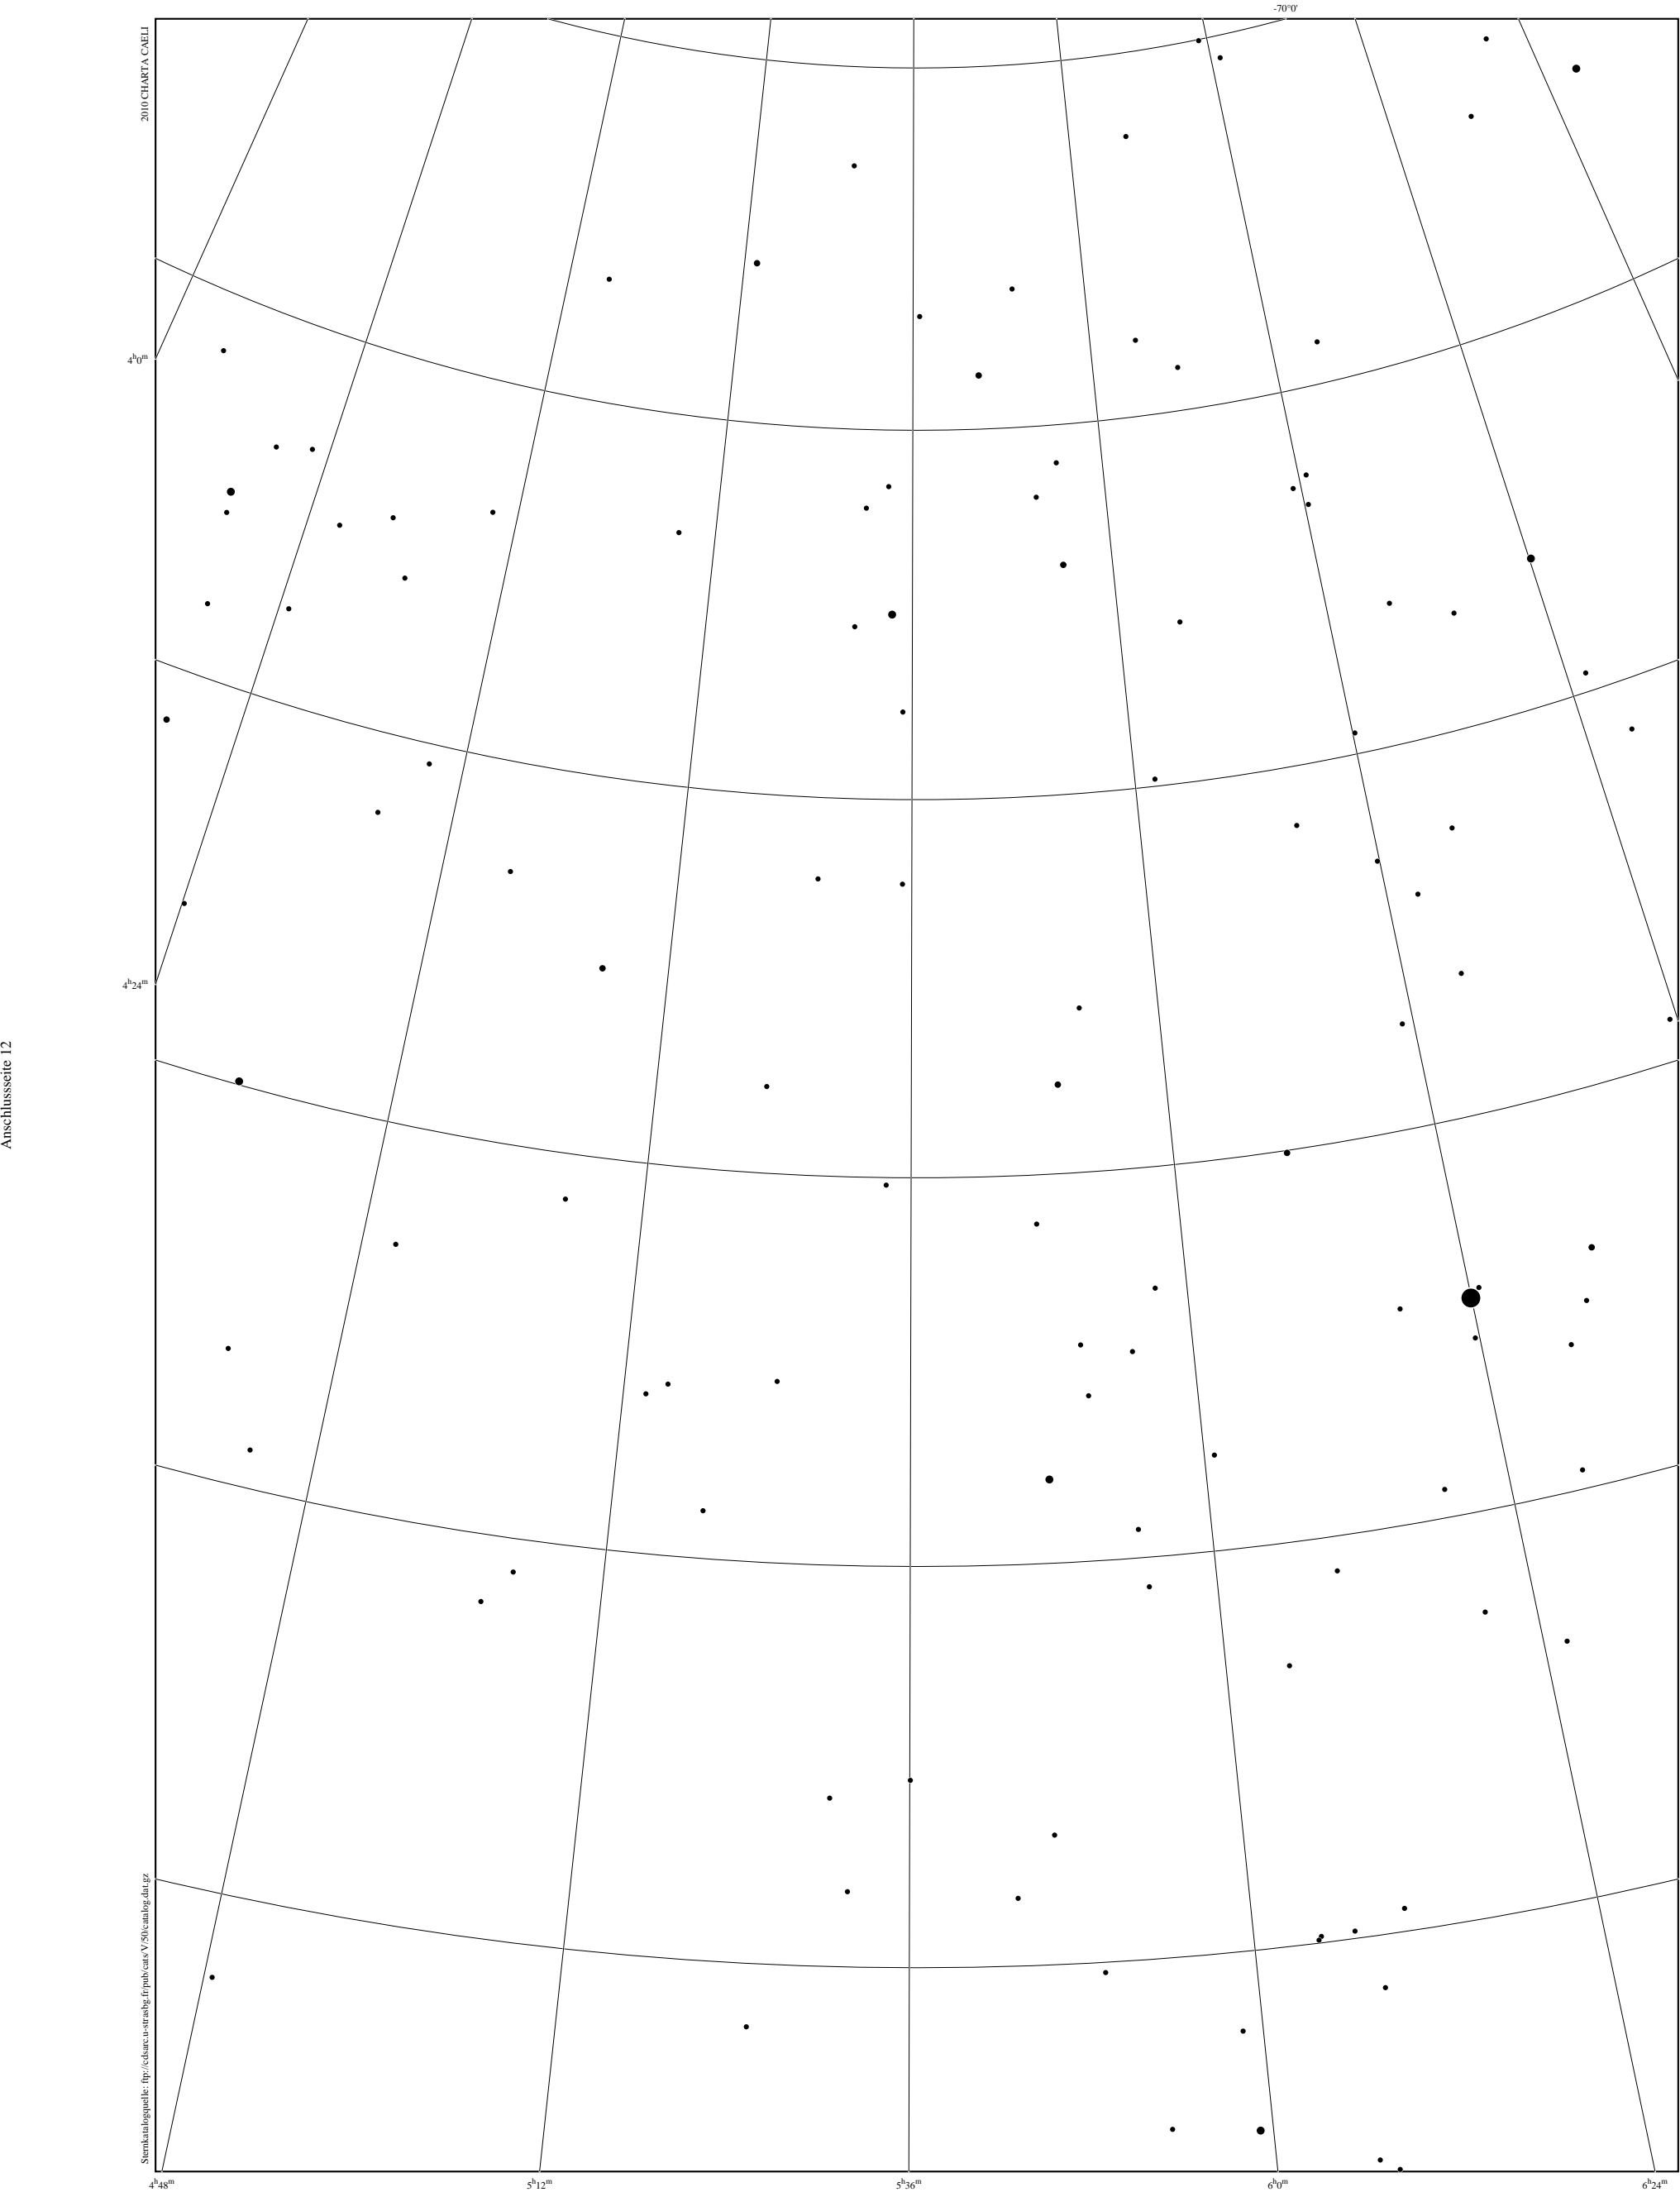 -70°0'
2010 CHARTA CAELI
4h0m
4h24m
Anschlussseite 12
Sternkatalogquelle: ftp://cdsarc.u-strasbg.fr/pub/cats/V/50/catalog.dat.gz
4h48m 5h12m 5h36m 6h0m 6h24m